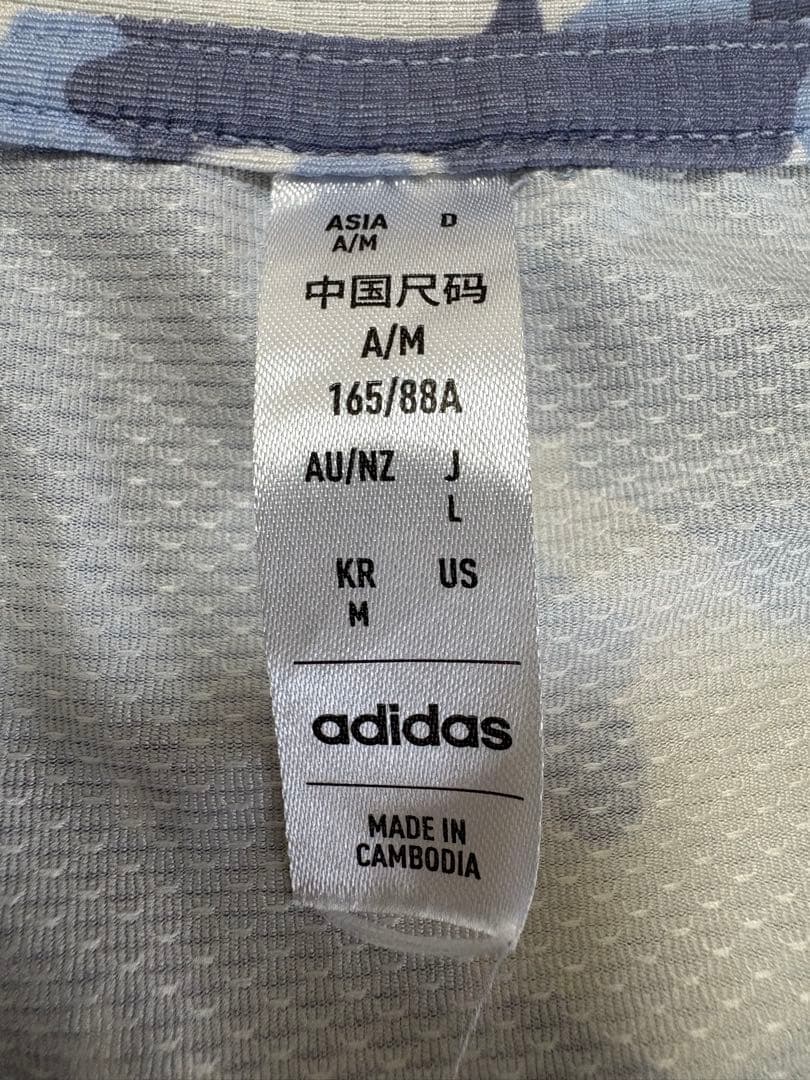 ASIA D
A/M
中国尺码
A/M
165/88A
AU/NZ J
L
KR US
M
adidas
MADE IN
CAMBODIA